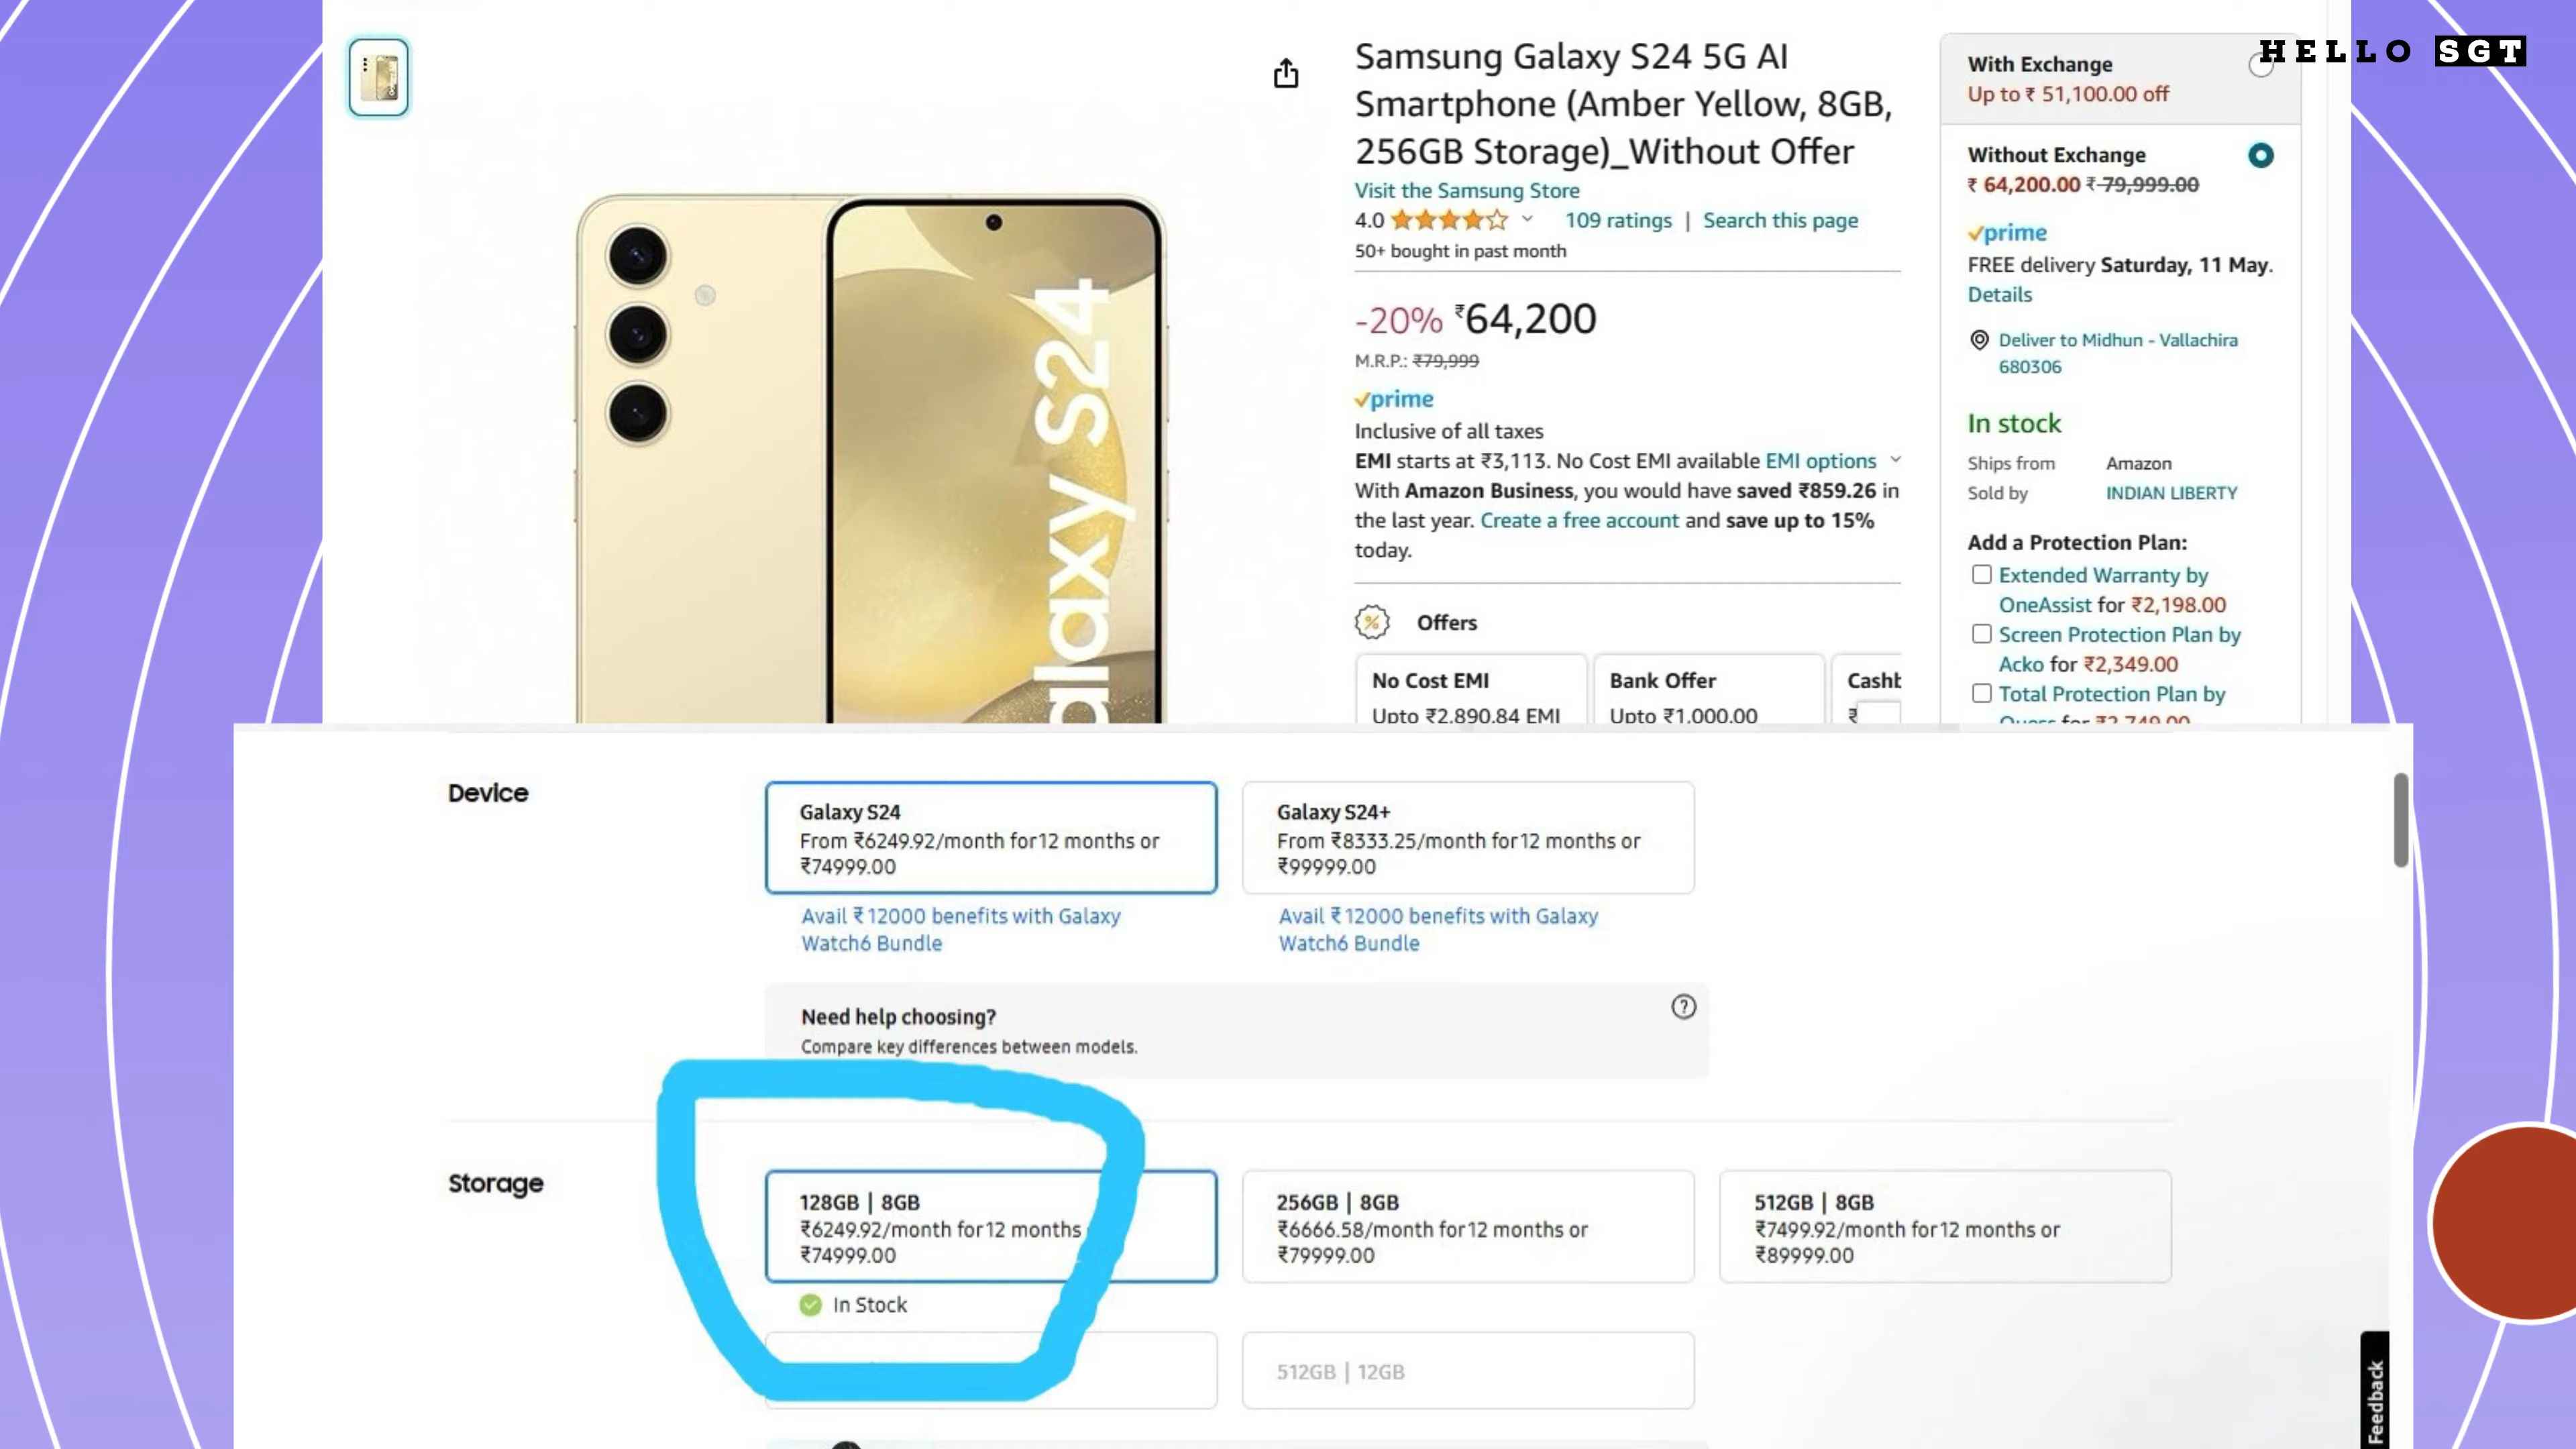 HELLO SGT
Samsung Galaxy S24 5G AI
Smartphone (Amber Yellow, 8GB,
256GB Storage)_Without Offer
Visit the Samsung Store
4.0
109 ratings | Search this page
50+ bought in past month
-20% ₹64,200
M.R.P.: ₹79,999
prime
Inclusive of all taxes
EMI starts at ₹3,113. No Cost EMI available EMI options
With Amazon Business, you would have saved ₹859.26 in
the last year. Create a free account and save up to 15%
today.
Offers
No Cost EMI
Upto ₹2,890.84 EMI
Bank Offer
Upto ₹1,000.00
₹
With Exchange
Up to ₹ 51,100.00 off
Without Exchange
₹ 64,200.00 ₹ 79,999.00
prime
FREE delivery Saturday, 11 May.
Details
Deliver to Midhun - Vallachira
680306
In stock
Ships from Amazon
Sold by INDIAN LIBERTY
Add a Protection Plan:
Extended Warranty by
OneAssist for ₹2,198.00
Screen Protection Plan by
Acko for ₹2,349.00
Total Protection Plan by
for ₹2,749.00
alaxy S24
Device
Galaxy S24
From ₹6249.92/month for 12 months or
₹74999.00
Avail ₹ 12000 benefits with Galaxy
Watch6 Bundle
Galaxy S24+
From ₹8333.25/month for 12 months or
₹99999.00
Avail ₹ 12000 benefits with Galaxy
Watch6 Bundle
Need help choosing?
Compare key differences between models.
Storage
128GB | 8GB
₹6249.92/month for 12 months
₹74999.00
In Stock
256GB | 8GB
₹6666.58/month for 12 months or
₹79999.00
512GB | 8GB
₹7499.92/month for 12 months or
₹89999.00
512GB | 12GB
Feedback